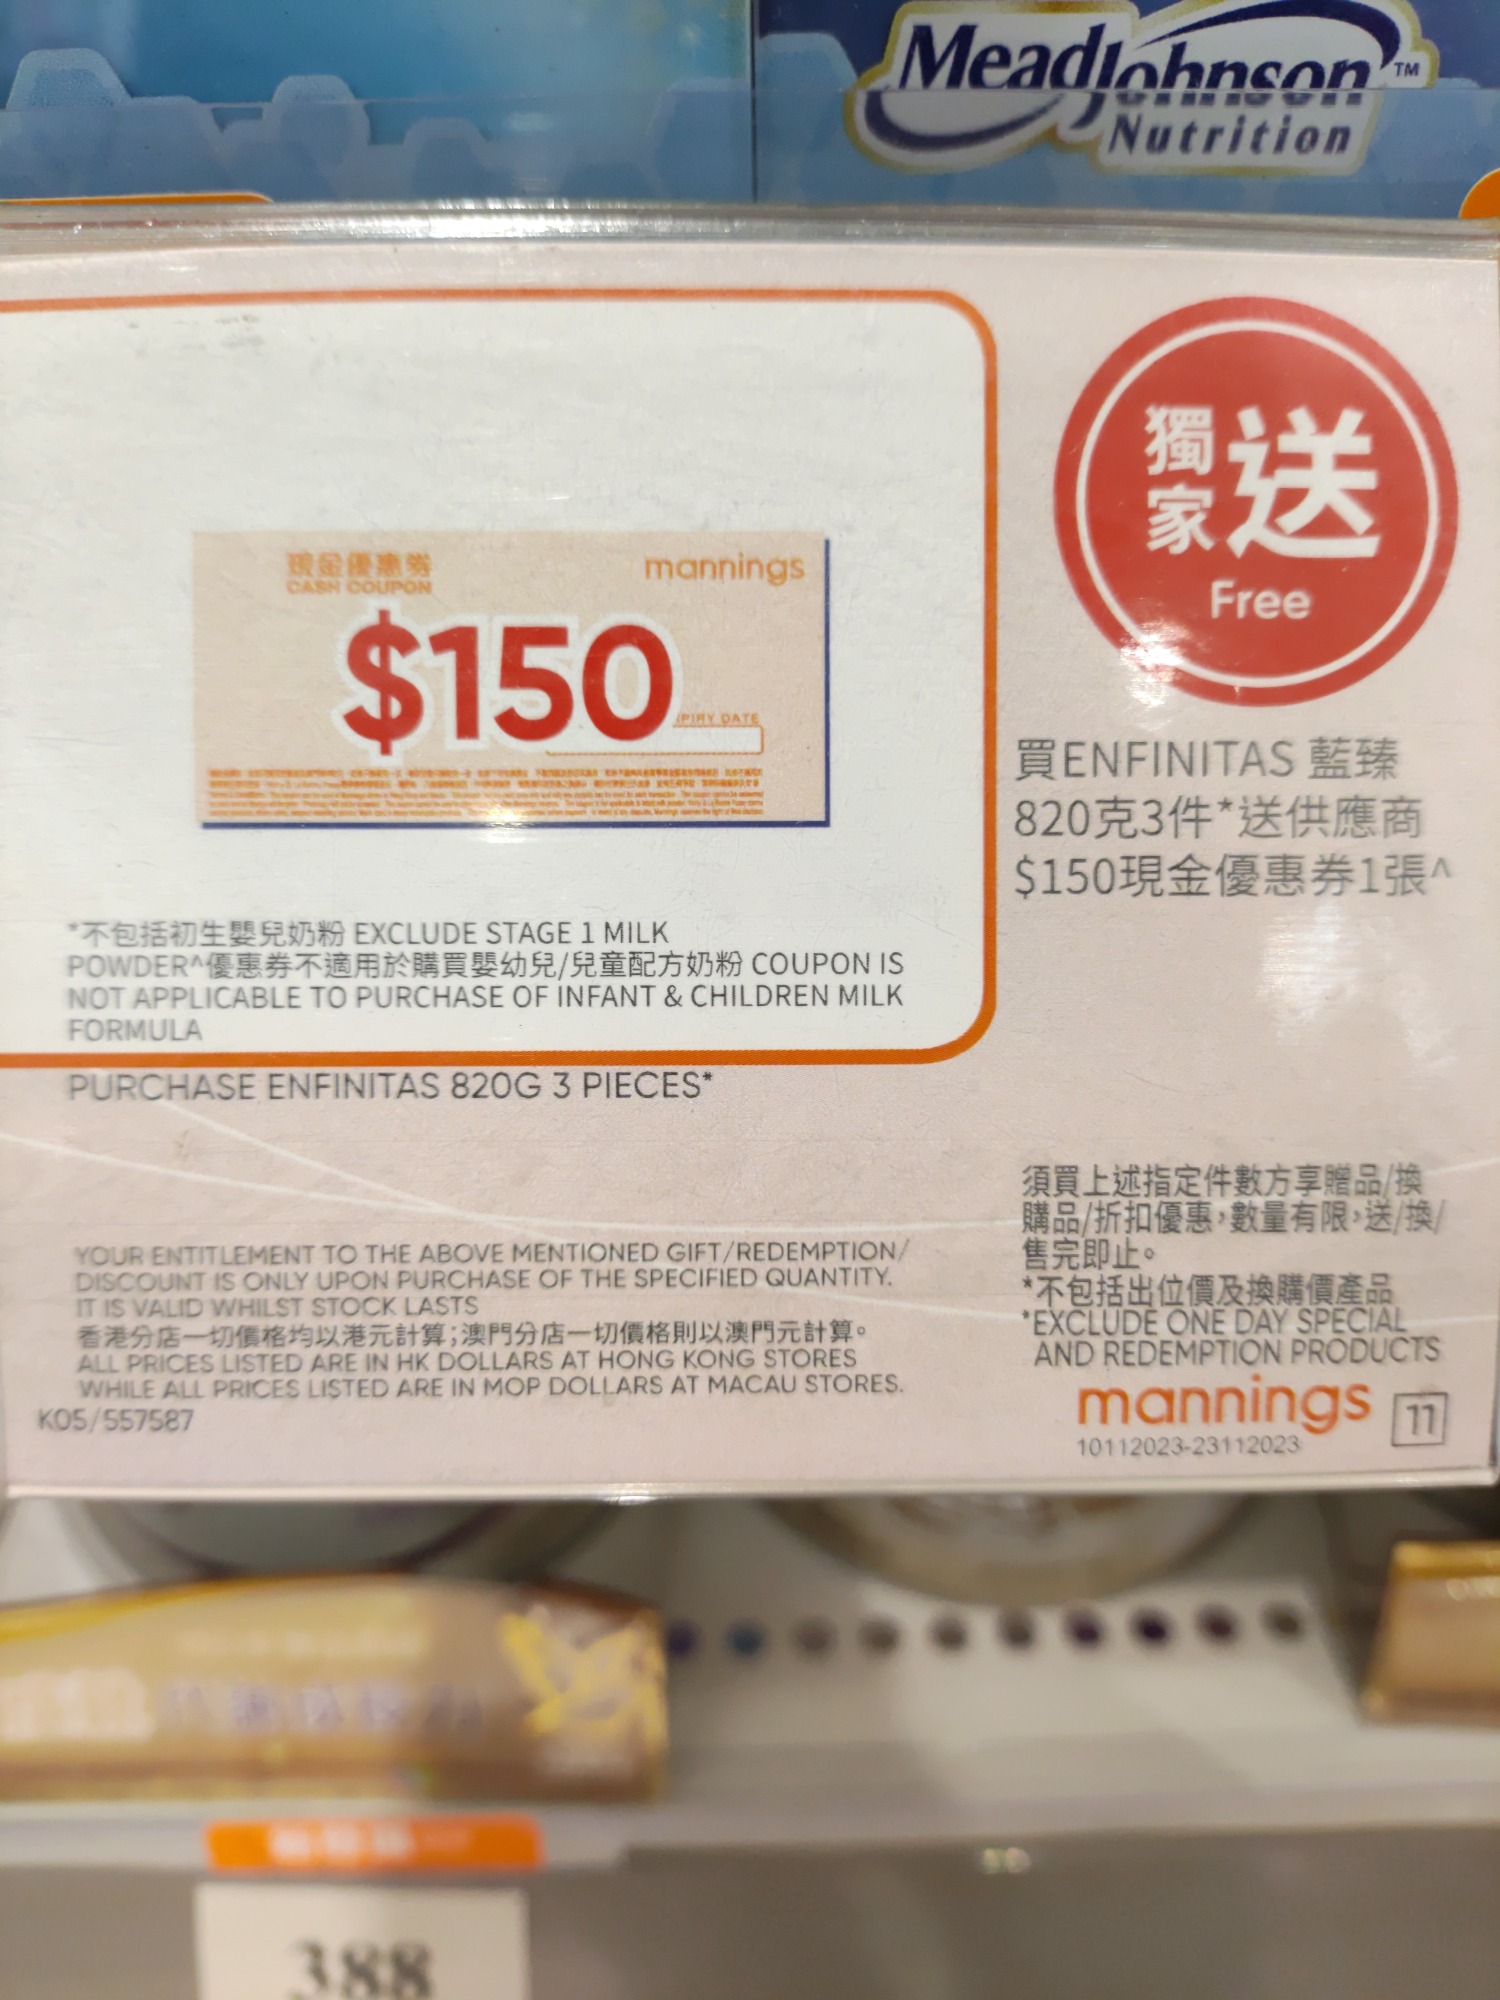 MeadJohnson™
Nutrition
現金優惠券
CASH COUPON
mannings
$150
PIRY DATE
獨家送
Free
買ENFINITAS 藍臻
820克3件*送供應商
$150現金優惠券1張^
*不包括初生嬰兒奶粉 EXCLUDE STAGE 1 MILK
POWDER^優惠券不適用於購買嬰幼兒/兒童配方奶粉 COUPON IS
NOT APPLICABLE TO PURCHASE OF INFANT & CHILDREN MILK
FORMULA
PURCHASE ENFINITAS 820G 3 PIECES*
須買上述指定件數方享贈品/換
購品/折扣優惠，數量有限，送/換/
售完即止。
*不包括出位價及換購價產品
*EXCLUDE ONE DAY SPECIAL
AND REDEMPTION PRODUCTS
YOUR ENTITLEMENT TO THE ABOVE MENTIONED GIFT/REDEMPTION/
DISCOUNT IS ONLY UPON PURCHASE OF THE SPECIFIED QUANTITY.
IT IS VALID WHILST STOCK LASTS
香港分店一切價格均以港元計算;澳門分店一切價格則以澳門元計算。
ALL PRICES LISTED ARE IN HK DOLLARS AT HONG KONG STORES
WHILE ALL PRICES LISTED ARE IN MOP DOLLARS AT MACAU STORES.
K05/557587
mannings 11
10112023-23112023
388